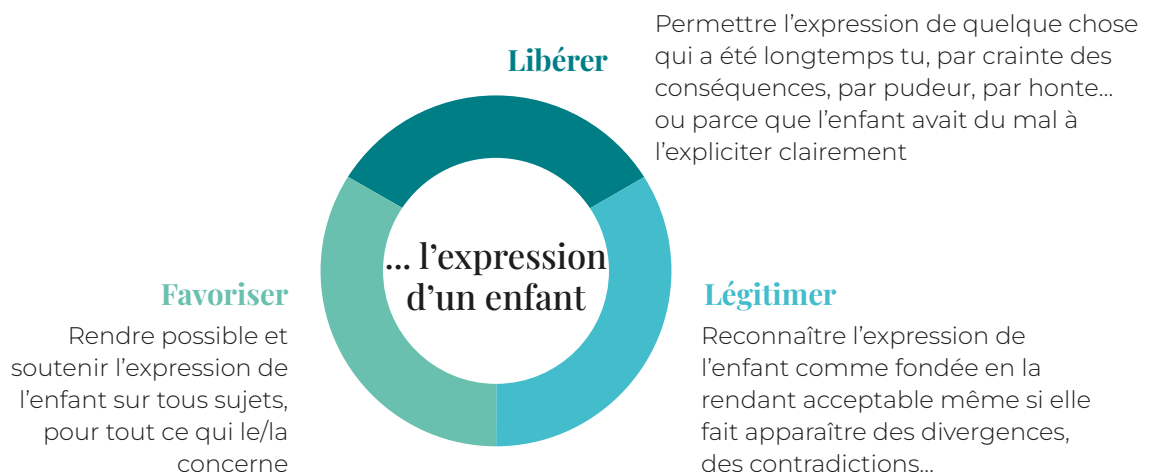 Libérer
Permettre l’expression de quelque chose
qui a été longtemps tu, par crainte des
conséquences, par pudeur, par honte...
ou parce que l’enfant avait du mal à
l’expliciter clairement
... l’expression
d’un enfant
Favoriser
Rendre possible et
soutenir l’expression de
l’enfant sur tous sujets,
pour tout ce qui le/la
concerne
Légitimer
Reconnaître l’expression de
l’enfant comme fondée en la
rendant acceptable même si elle
fait apparaître des divergences,
des contradictions...